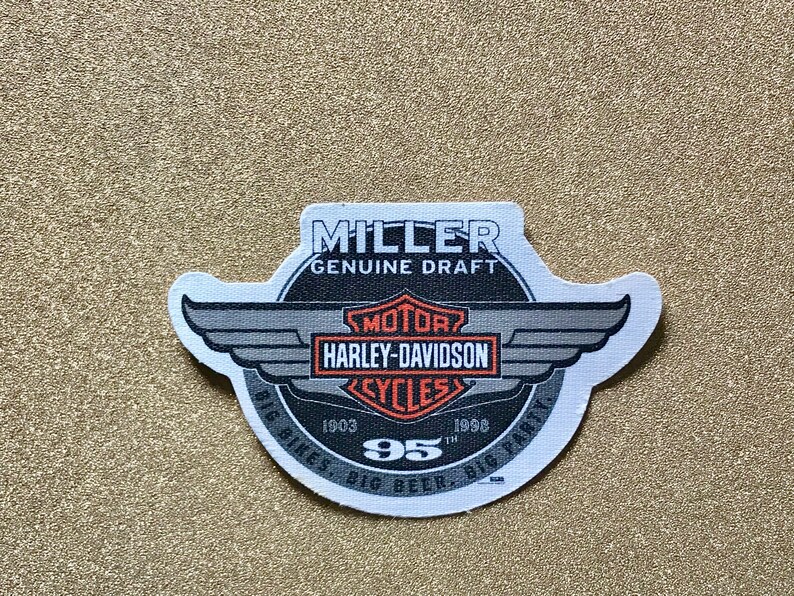 MILLER
GENUINE DRAFT
MOTOR
HARLEY-DAVIDSON
CYCLES
1903 1998
95TH
BIG BIKES. BIG BEER. BIG PARTY.